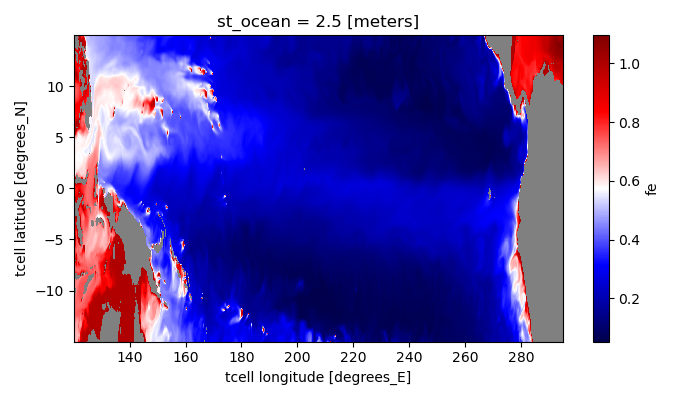 st_ocean = 2.5 [meters]
10
5
0
−5
−10
tcell latitude [degrees_N]
140 160 180 200 220 240 260 280
tcell longitude [degrees_E]
1.0
0.8
0.6
0.4
0.2
fe